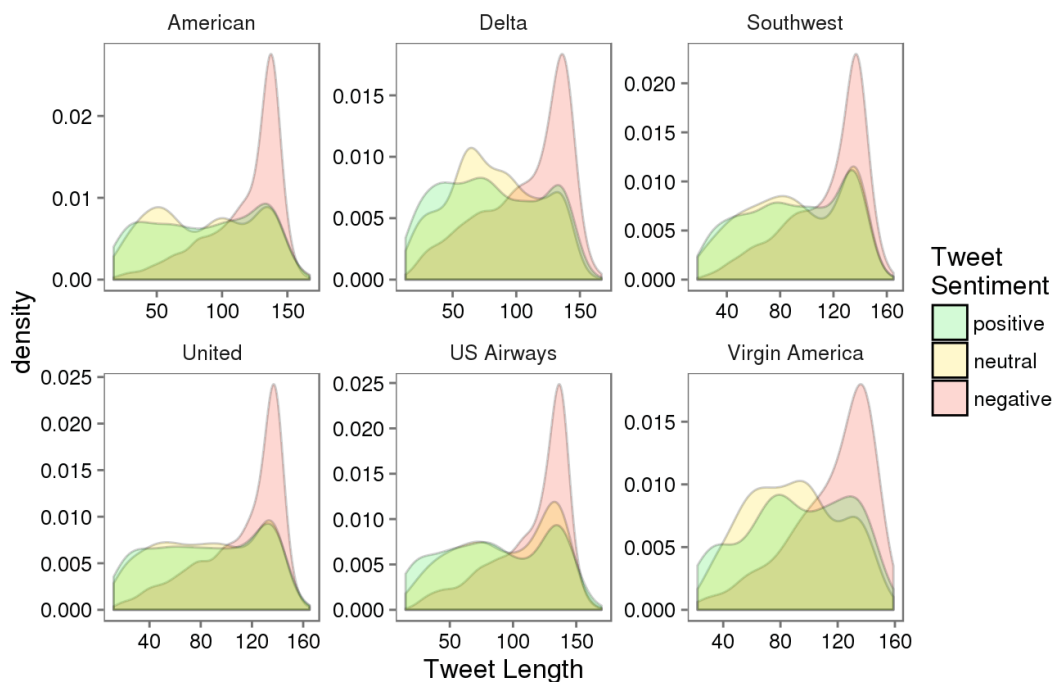 American
Delta
Southwest
0.02
0.01
0.00
0.015
0.010
0.005
0.000
0.020
0.015
0.010
0.005
0.000
50 100 150
50 100 150
40 80 120 160
density
United
US Airways
Virgin America
0.025
0.020
0.015
0.010
0.005
0.000
0.025
0.020
0.015
0.010
0.005
0.000
0.015
0.010
0.005
0.000
40 80 120 160
50 100 150
40 80 120 160
Tweet Length
Tweet
Sentiment
positive
neutral
negative